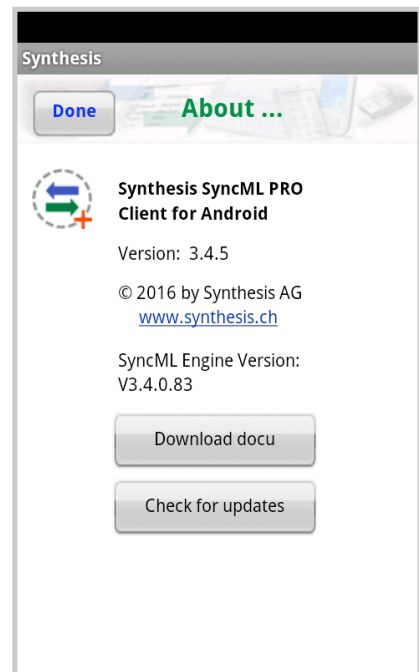 Synthesis
Done
About ...
Synthesis SyncML PRO
Client for Android
Version: 3.4.5
© 2016 by Synthesis AG
www.synthesis.ch
SyncML Engine Version:
V3.4.0.83
Download docu
Check for updates